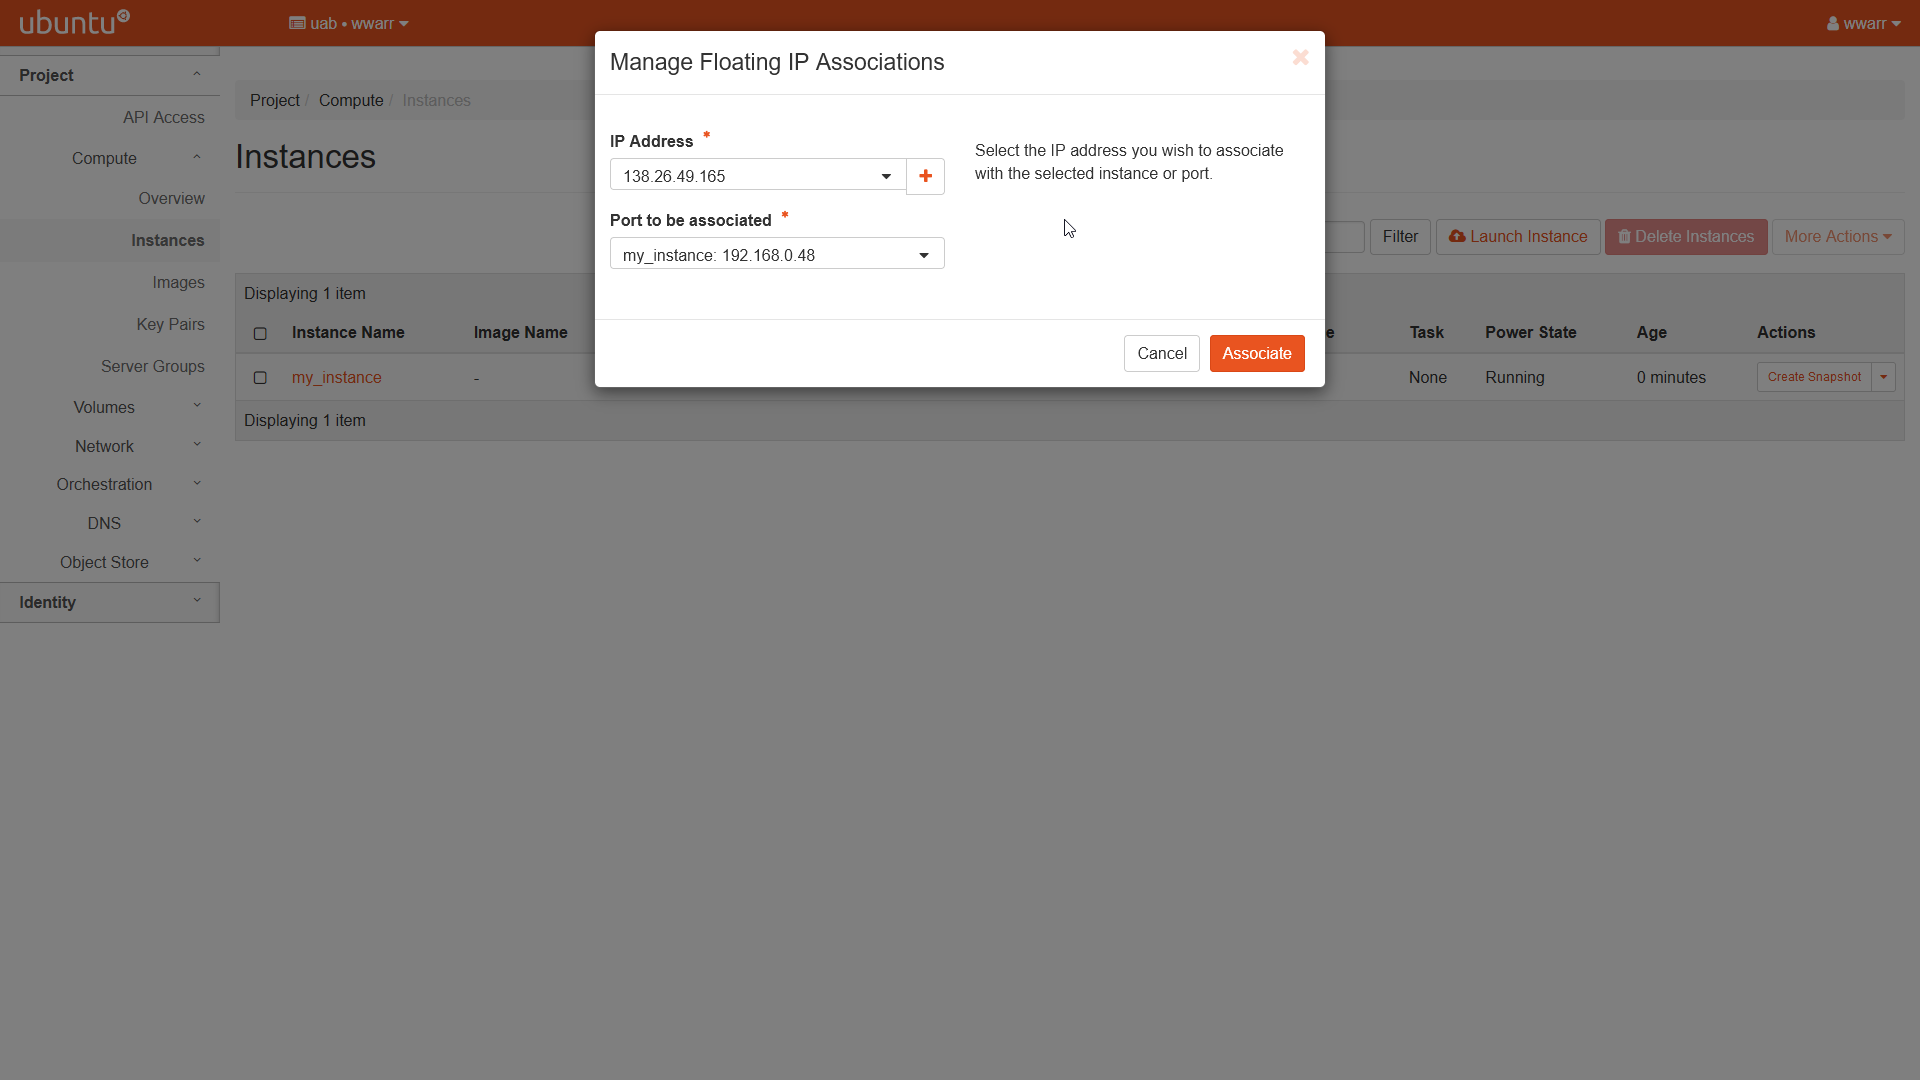 ubuntu
uab • wwarr
wwarr
Project
API Access
Compute
Overview
Instances
Images
Key Pairs
Server Groups
Volumes
Network
Orchestration
DNS
Object Store
Identity
Project / Compute / Instances
Instances
Filter
Launch Instance
Delete Instances
More Actions
Displaying 1 item
Instance Name Image Name e Task Power State Age Actions
my_instance - None Running 0 minutes Create Snapshot
Displaying 1 item
Manage Floating IP Associations
IP Address *
138.26.49.165
Port to be associated *
my_instance: 192.168.0.48
Select the IP address you wish to associate
with the selected instance or port.
Cancel
Associate